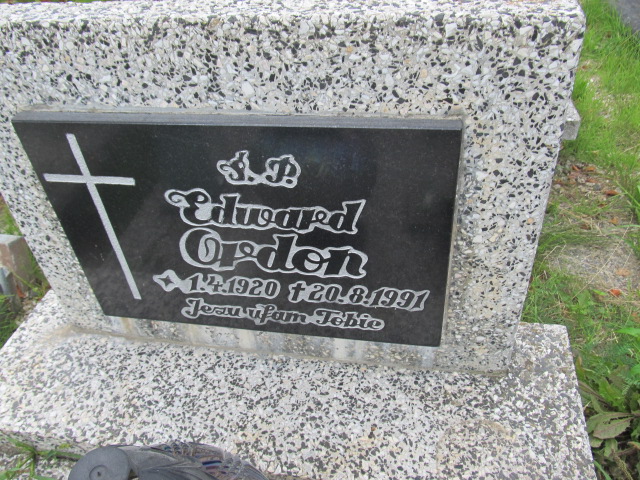 Ś.P.
Edward
Ordon
* 1.4.1920 † 20.8.1991
Jezu ufam Tobie